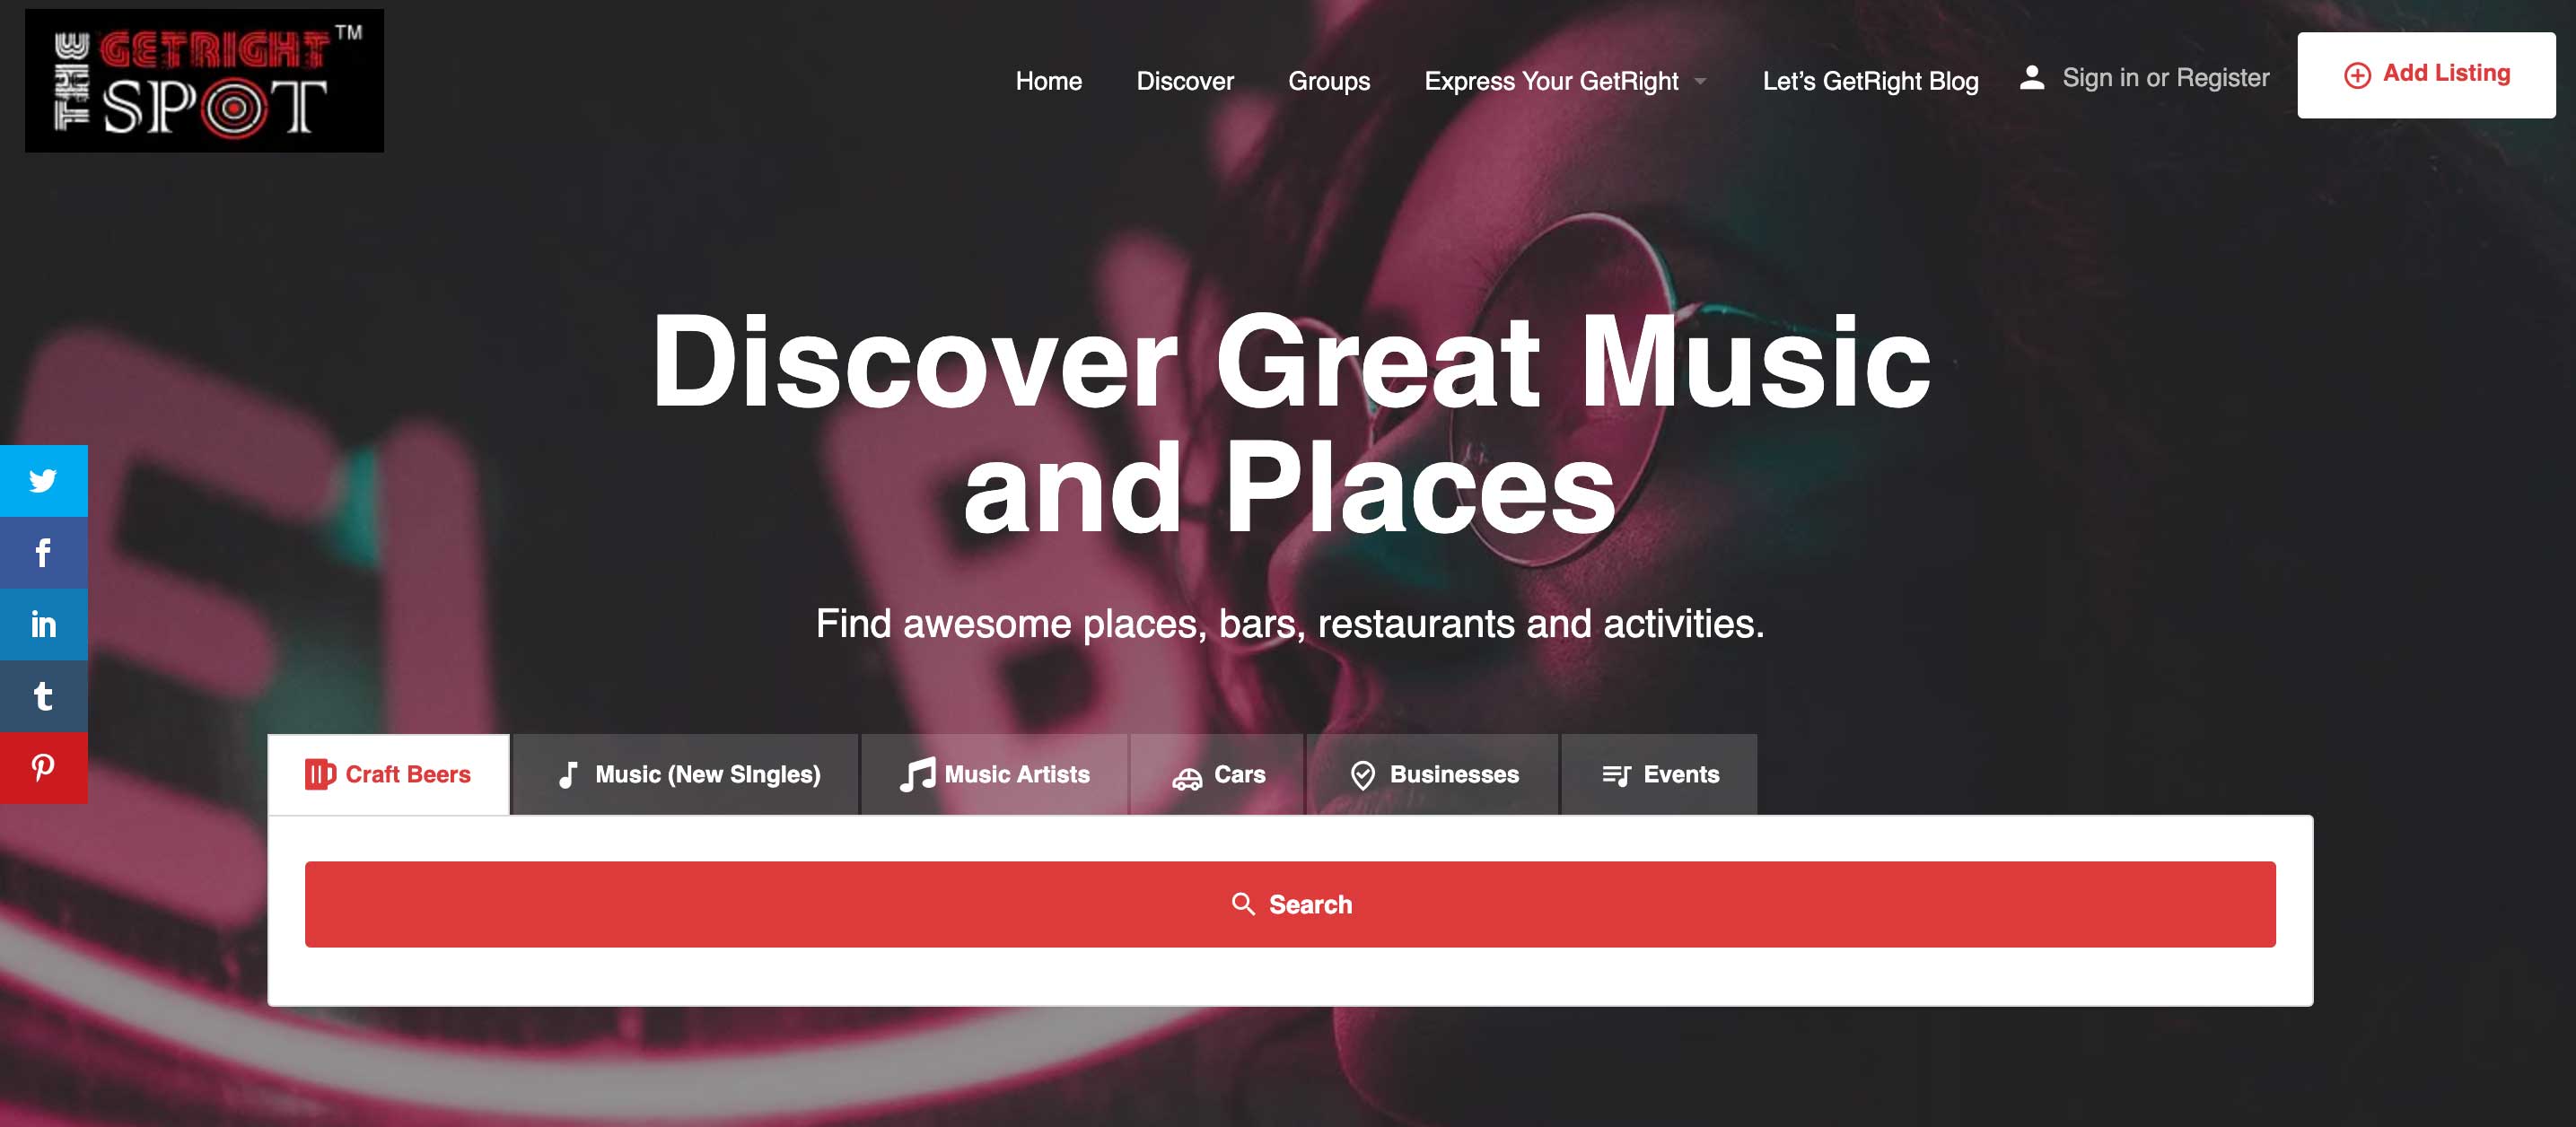 THE GETRIGHT™
SPOT
Home
Discover
Groups
Express Your GetRight
Let’s GetRight Blog
Sign in or Register
Add Listing
Discover Great Music
and Places
Find awesome places, bars, restaurants and activities.
Craft Beers
Music (New SIngles)
Music Artists
Cars
Businesses
Events
Search